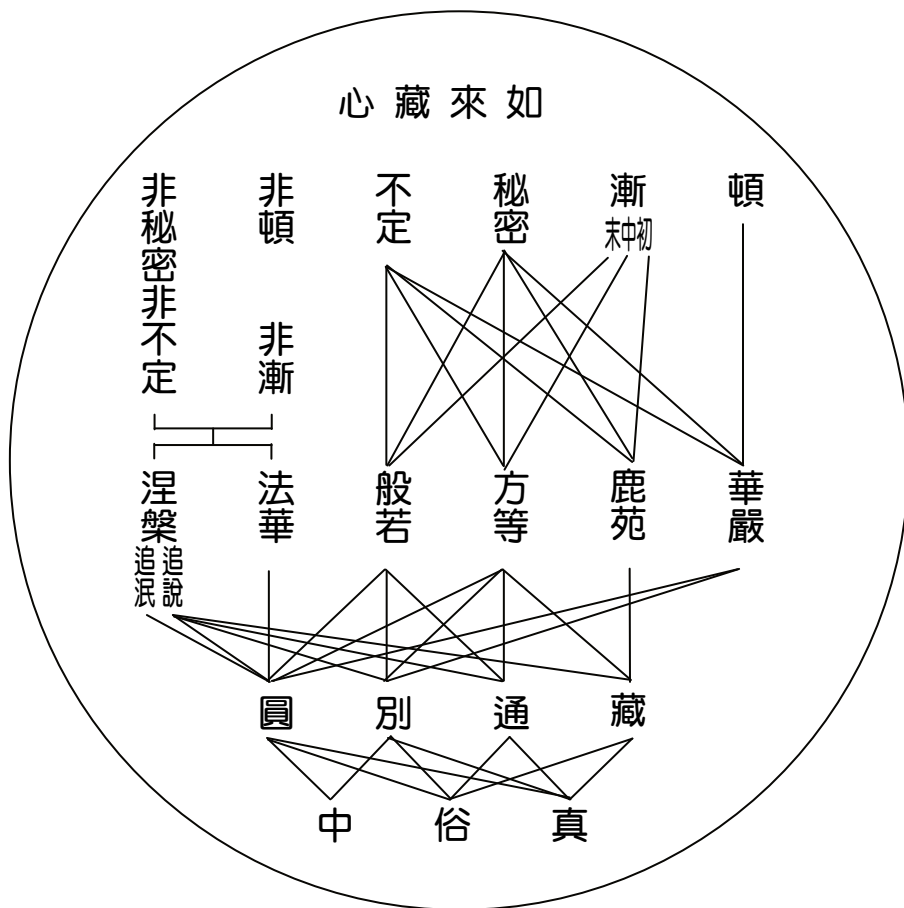 如來藏心
頓
漸
初中末
秘密
不定
非頓 非漸
非秘密非不定
華嚴
鹿苑
方等
般若
法華
涅槃
追說
追泯
藏
通
別
圓
真
俗
中